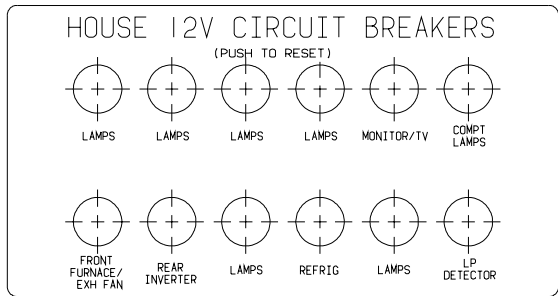 HOUSE 12V CIRCUIT BREAKERS
(PUSH TO RESET)
LAMPS LAMPS LAMPS LAMPS MONITOR/TV COMPT
LAMPS
FRONT
FURNACE/
EXH FAN
REAR
INVERTER
LAMPS
REFRIG
LAMPS
LP
DETECTOR